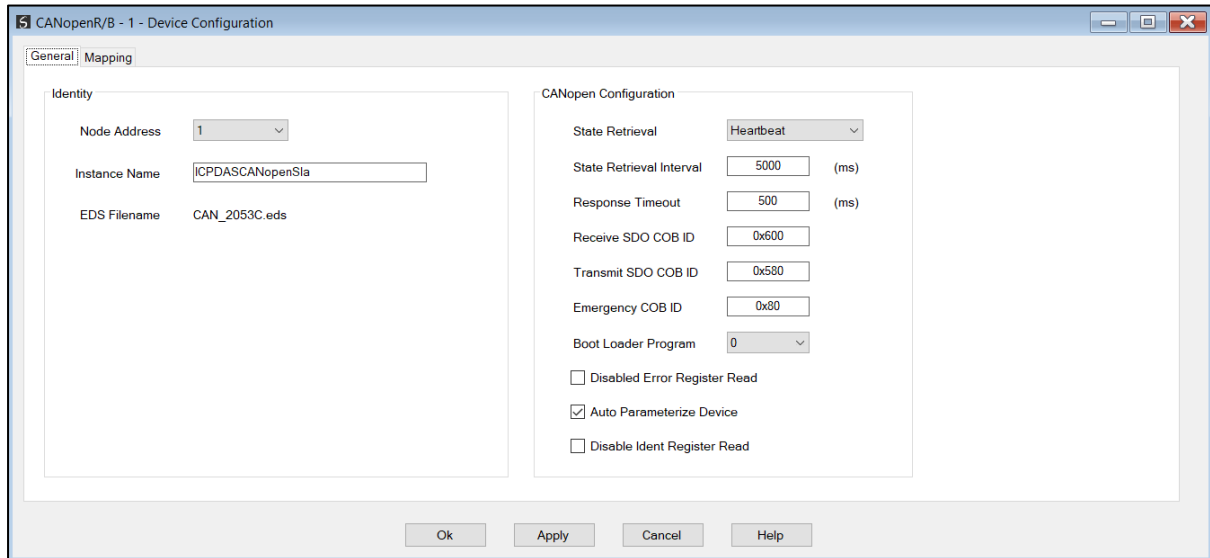 CANopenR/B - 1 - Device Configuration
General Mapping
Identity
Node Address 1
Instance Name ICPDASCANopenSla
EDS Filename CAN_2053C.eds
CANopen Configuration
State Retrieval Heartbeat
State Retrieval Interval 5000 (ms)
Response Timeout 500 (ms)
Receive SDO COB ID 0x600
Transmit SDO COB ID 0x580
Emergency COB ID 0x80
Boot Loader Program 0
Disabled Error Register Read
Auto Parameterize Device
Disable Ident Register Read
Ok Apply Cancel Help